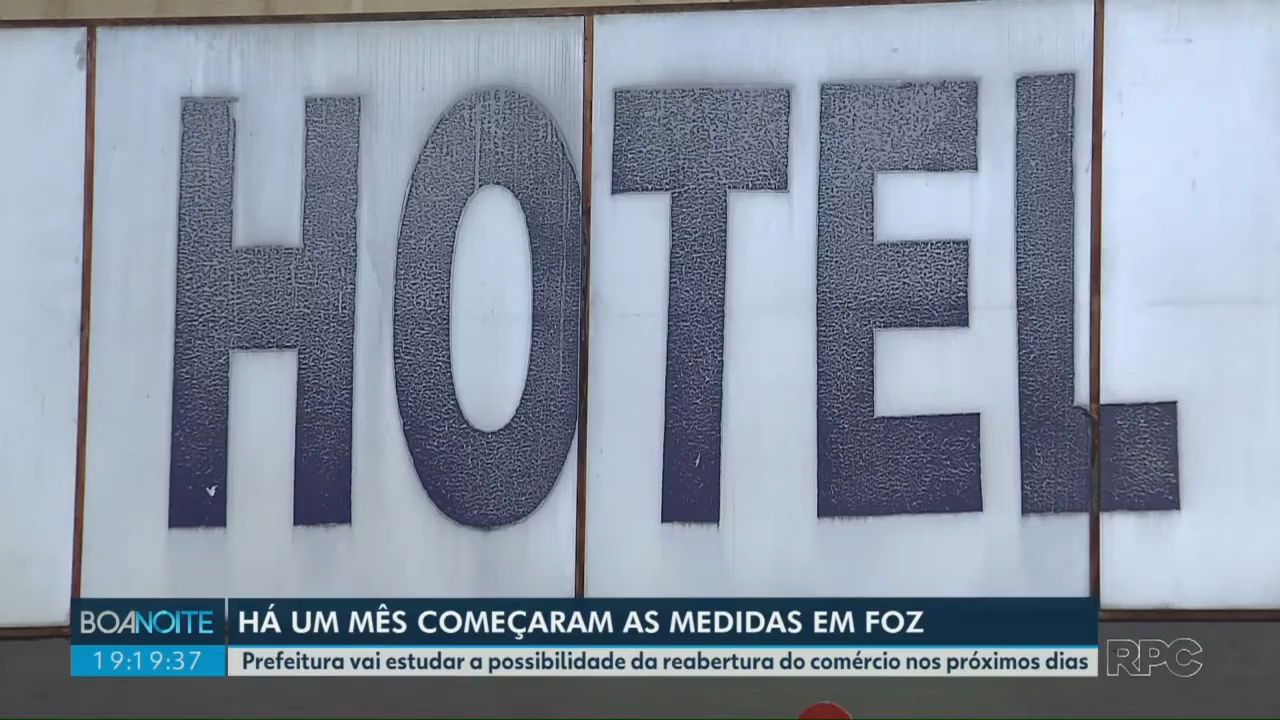 HOTEL
BOANOITE
HÁ UM MÊS COMEÇARAM AS MEDIDAS EM FOZ
19:19:37
Prefeitura vai estudar a possibilidade da reabertura do comércio nos próximos dias
RPC